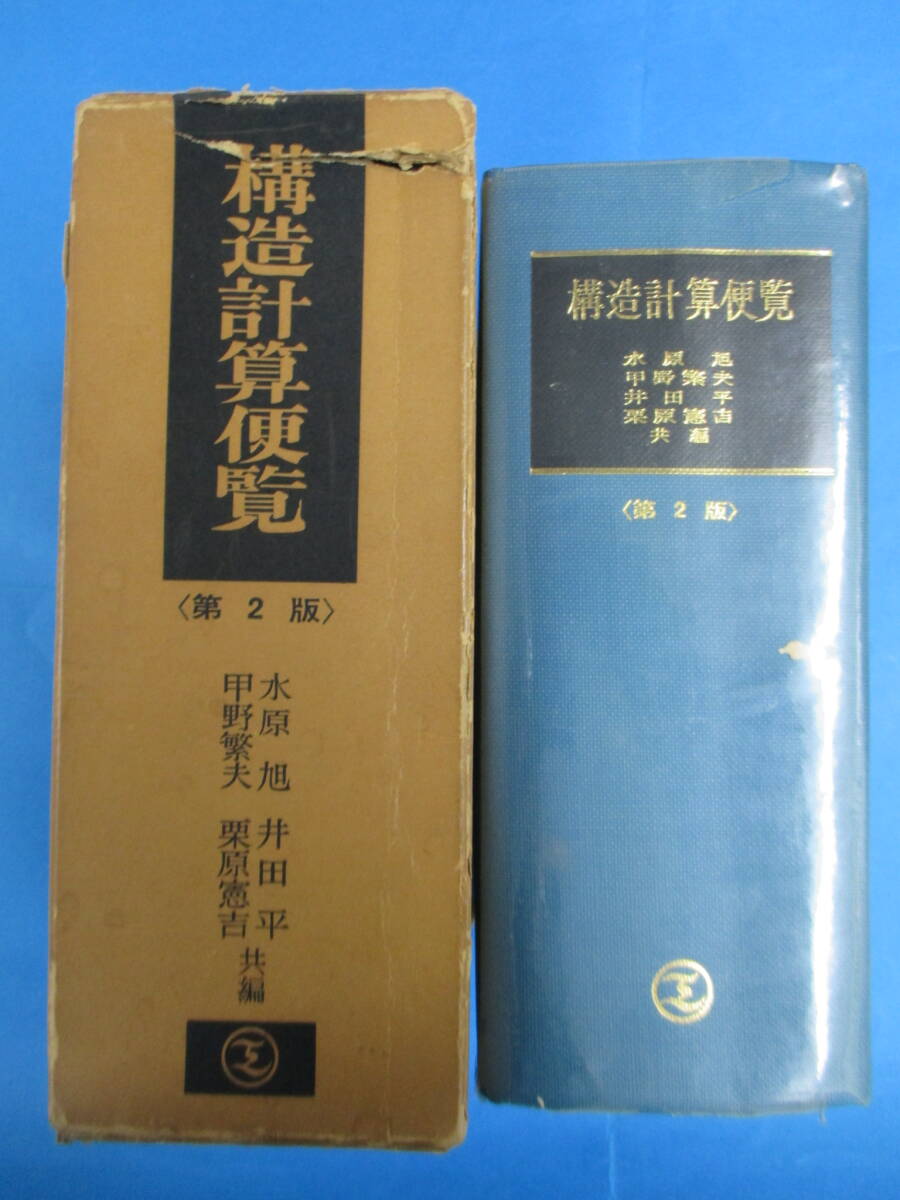 構造計算便覧
〈第2版〉
水原旭
甲野繁夫
井田平
栗原憲吉
共編
構造計算便覧
水原旭
甲野繁夫
井田平
栗原憲吉
共編
〈第2版〉